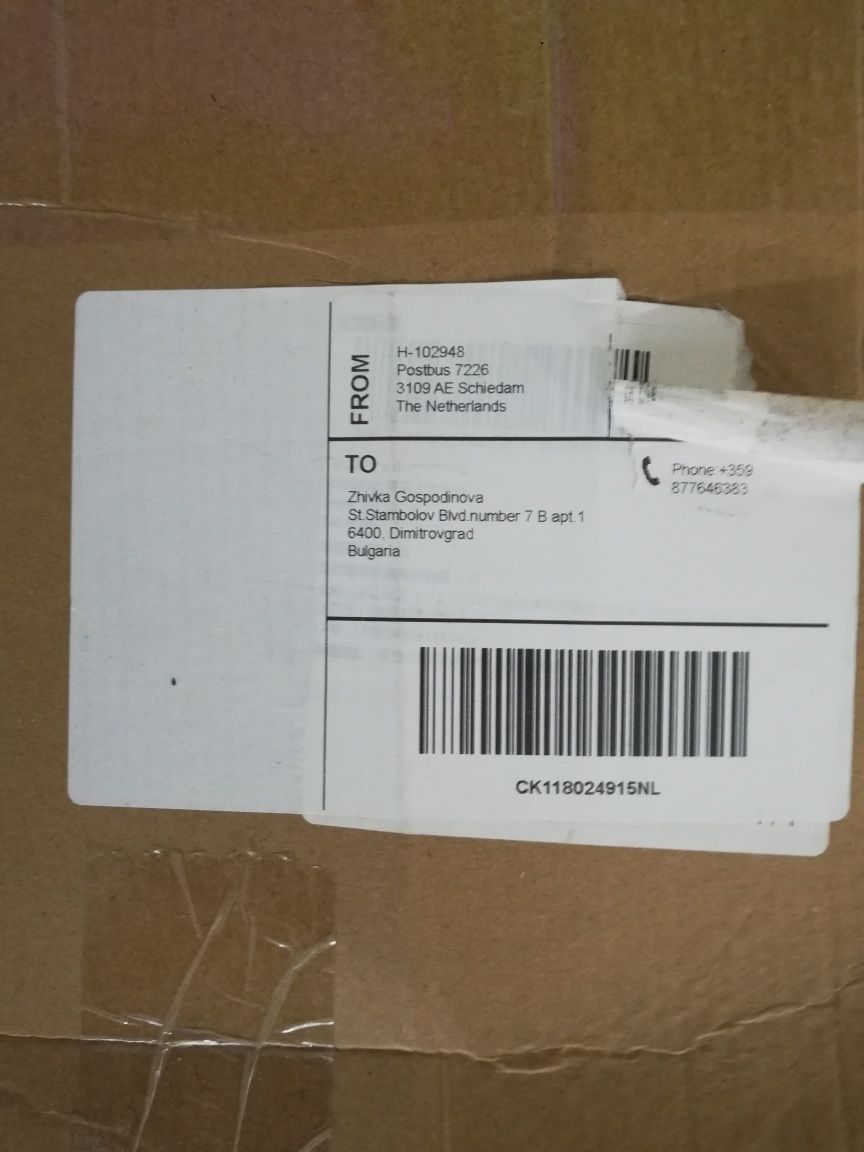 FROM
H-102948
Postbus 7226
3109 AE Schiedam
The Netherlands
TO
Phone +359
877646383
Zhivka Gospodinova
St.Stambolov Blvd.number 7 B apt.1
6400, Dimitrovgrad
Bulgaria
CK118024915NL